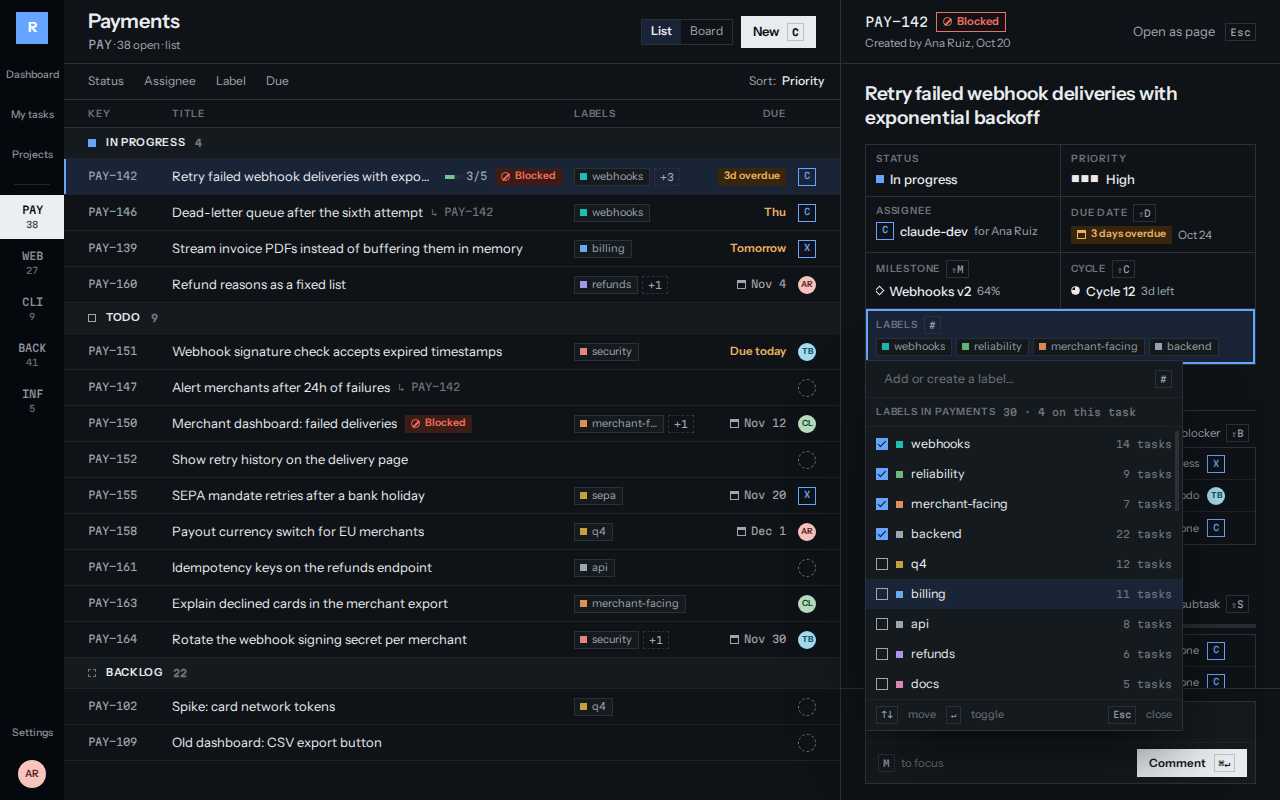 R
Dashboard
My tasks
Projects
PAY
38
WEB
27
CLI
9
BACK
41
INF
5
Settings
AR
Payments
PAY·38 open·list
List Board
New C
Status Assignee Label Due
Sort: Priority
KEY TITLE LABELS DUE
IN PROGRESS 4
PAY-142 Retry failed webhook deliveries with expo… 3/5 Blocked webhooks +3 3d overdue C
PAY-146 Dead-letter queue after the sixth attempt ↳ PAY-142 webhooks Thu C
PAY-139 Stream invoice PDFs instead of buffering them in memory billing Tomorrow X
PAY-160 Refund reasons as a fixed list refunds +1 Nov 4 AR
TODO 9
PAY-151 Webhook signature check accepts expired timestamps security Due today TB
PAY-147 Alert merchants after 24h of failures ↳ PAY-142
PAY-150 Merchant dashboard: failed deliveries Blocked merchant-f… +1 Nov 12 CL
PAY-152 Show retry history on the delivery page
PAY-155 SEPA mandate retries after a bank holiday sepa Nov 20 X
PAY-158 Payout currency switch for EU merchants q4 Dec 1 AR
PAY-161 Idempotency keys on the refunds endpoint api
PAY-163 Explain declined cards in the merchant export merchant-facing CL
PAY-164 Rotate the webhook signing secret per merchant security +1 Nov 30 TB
BACKLOG 22
PAY-102 Spike: card network tokens q4
PAY-109 Old dashboard: CSV export button
PAY-142 Blocked
Created by Ana Ruiz, Oct 20
Open as page Esc
Retry failed webhook deliveries with
exponential backoff
STATUS
In progress
PRIORITY
High
ASSIGNEE
C claude-dev for Ana Ruiz
DUE DATE ⇧D
3 days overdue Oct 24
MILESTONE ⇧M
Webhooks v2 64%
CYCLE ⇧C
Cycle 12 3d left
LABELS #
webhooks reliability merchant-facing backend
Add or create a label… #
LABELS IN PAYMENTS 30 · 4 on this task
webhooks 14 tasks
reliability 9 tasks
merchant-facing 7 tasks
backend 22 tasks
q4 12 tasks
billing 11 tasks
api 8 tasks
refunds 6 tasks
docs 5 tasks
↑↓ move ↵ toggle Esc close
blocker ⇧B
ess X
odo TB
one C
subtask ⇧S
one C
one C
M to focus
Comment ⌘↵